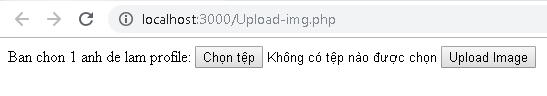 localhost:3000/Upload-img.php
Ban chon 1 anh de lam profile: Chọn tệp Không có tệp nào được chọn Upload Image